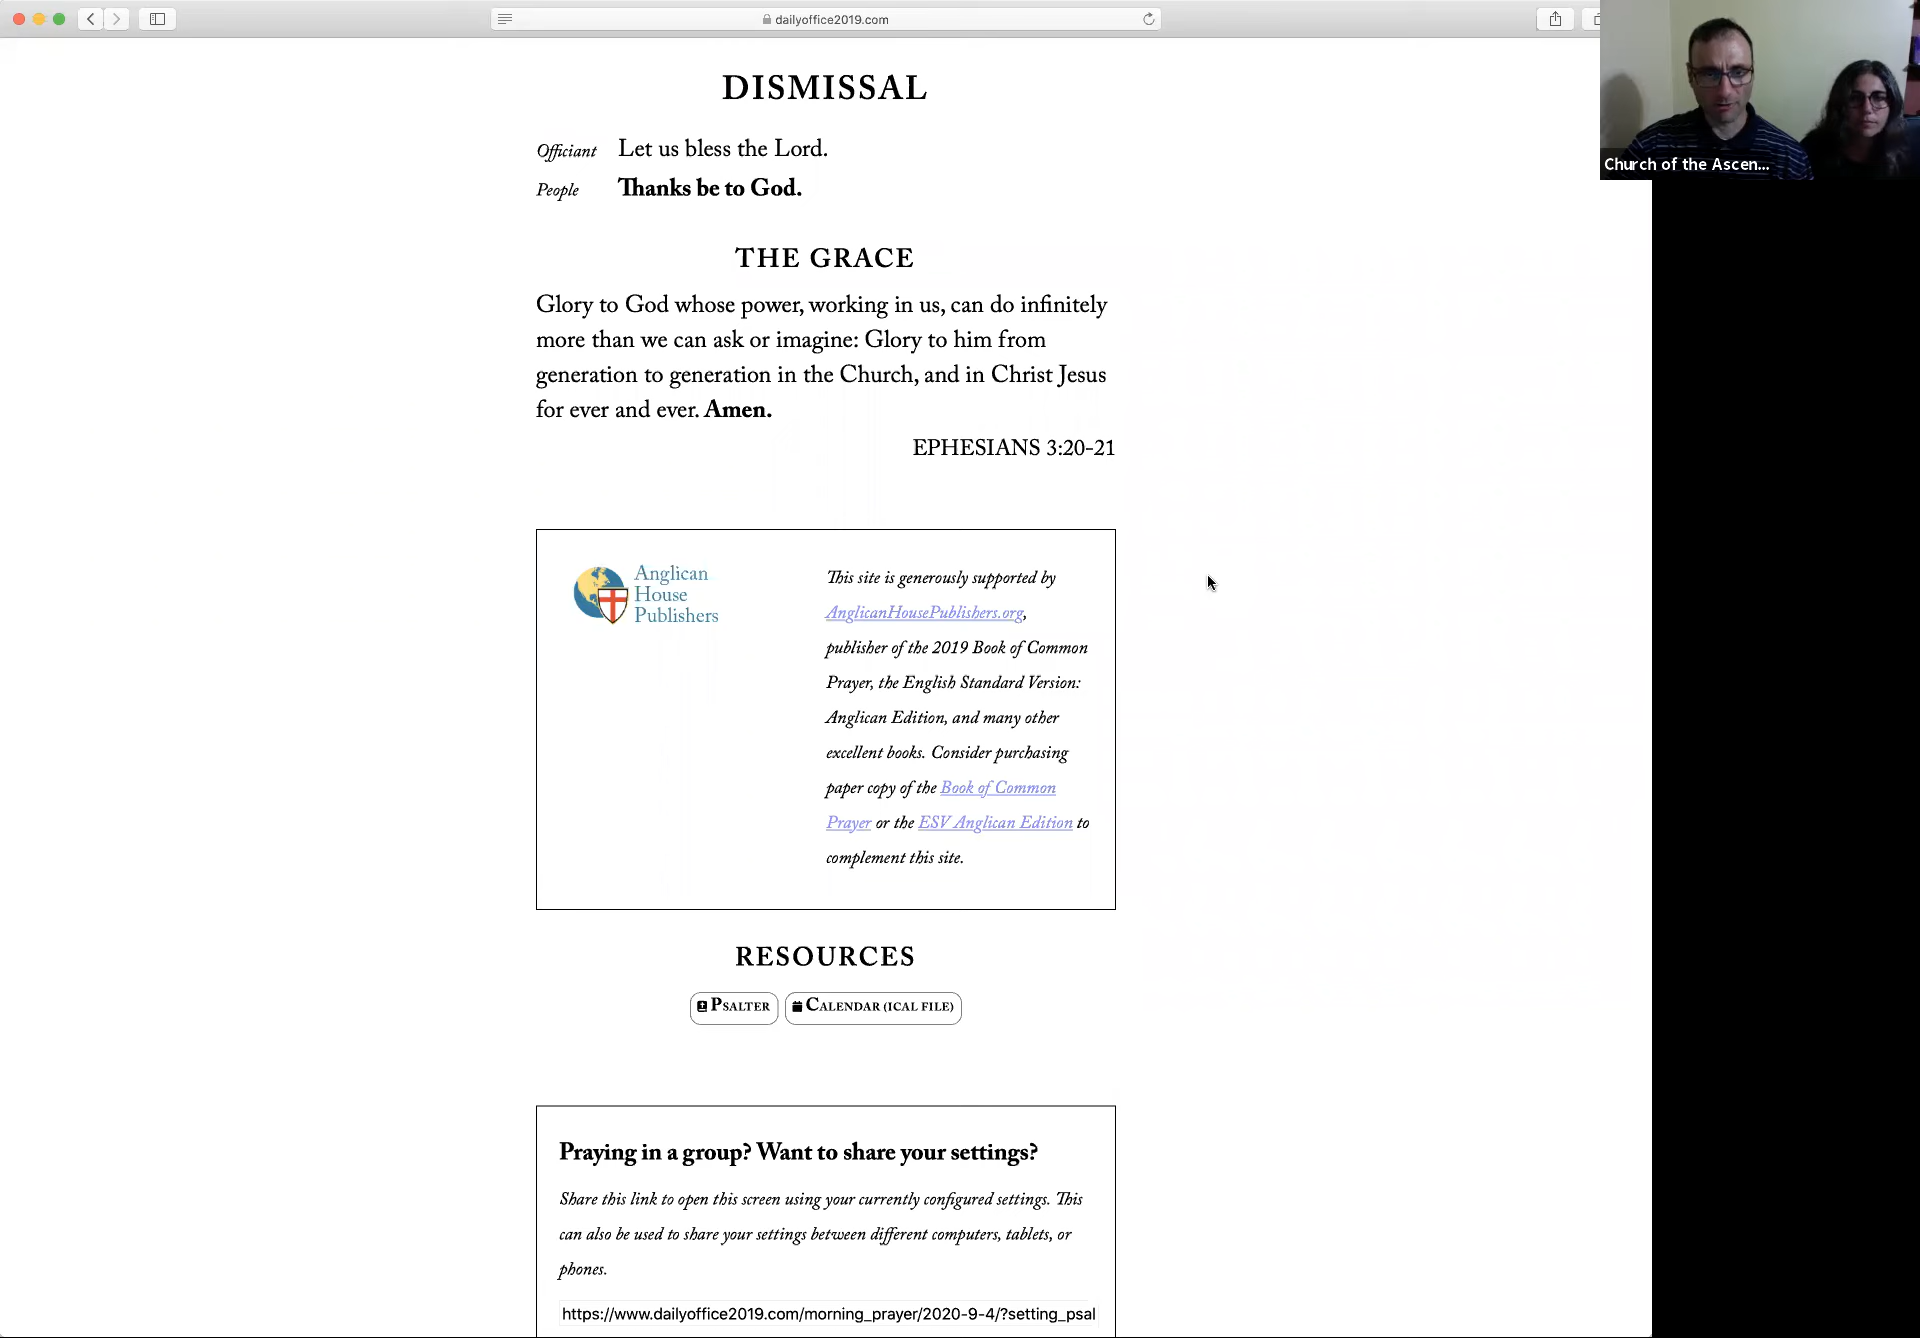 dailyoffice2019.com
DISMISSAL
Officiant Let us bless the Lord.
People Thanks be to God.
THE GRACE
Glory to God whose power, working in us, can do infinitely
more than we can ask or imagine: Glory to him from
generation to generation in the Church, and in Christ Jesus
for ever and ever. Amen.
EPHESIANS 3:20-21
Anglican
House
Publishers
This site is generously supported by
AnglicanHousePublishers.org,
publisher of the 2019 Book of Common
Prayer, the English Standard Version:
Anglican Edition, and many other
excellent books. Consider purchasing
paper copy of the Book of Common
Prayer or the ESV Anglican Edition to
complement this site.
RESOURCES
PSALTER CALENDAR (ICAL FILE)
Praying in a group? Want to share your settings?
Share this link to open this screen using your currently configured settings. This
can also be used to share your settings between different computers, tablets, or
phones.
https://www.dailyoffice2019.com/morning_prayer/2020-9-4/?setting_psal
Church of the Ascen...